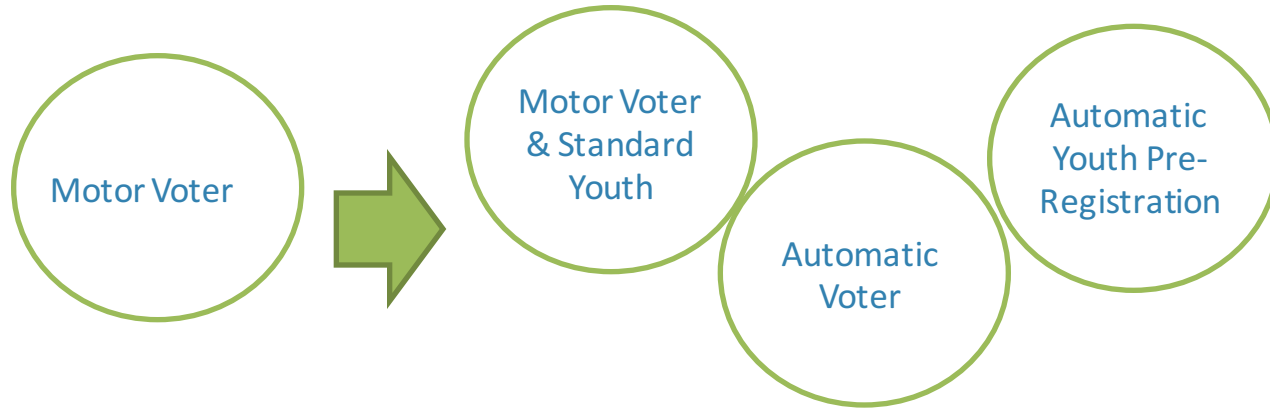 Motor Voter
Motor Voter
& Standard
Youth
Automatic
Voter
Automatic
Youth Pre-
Registration